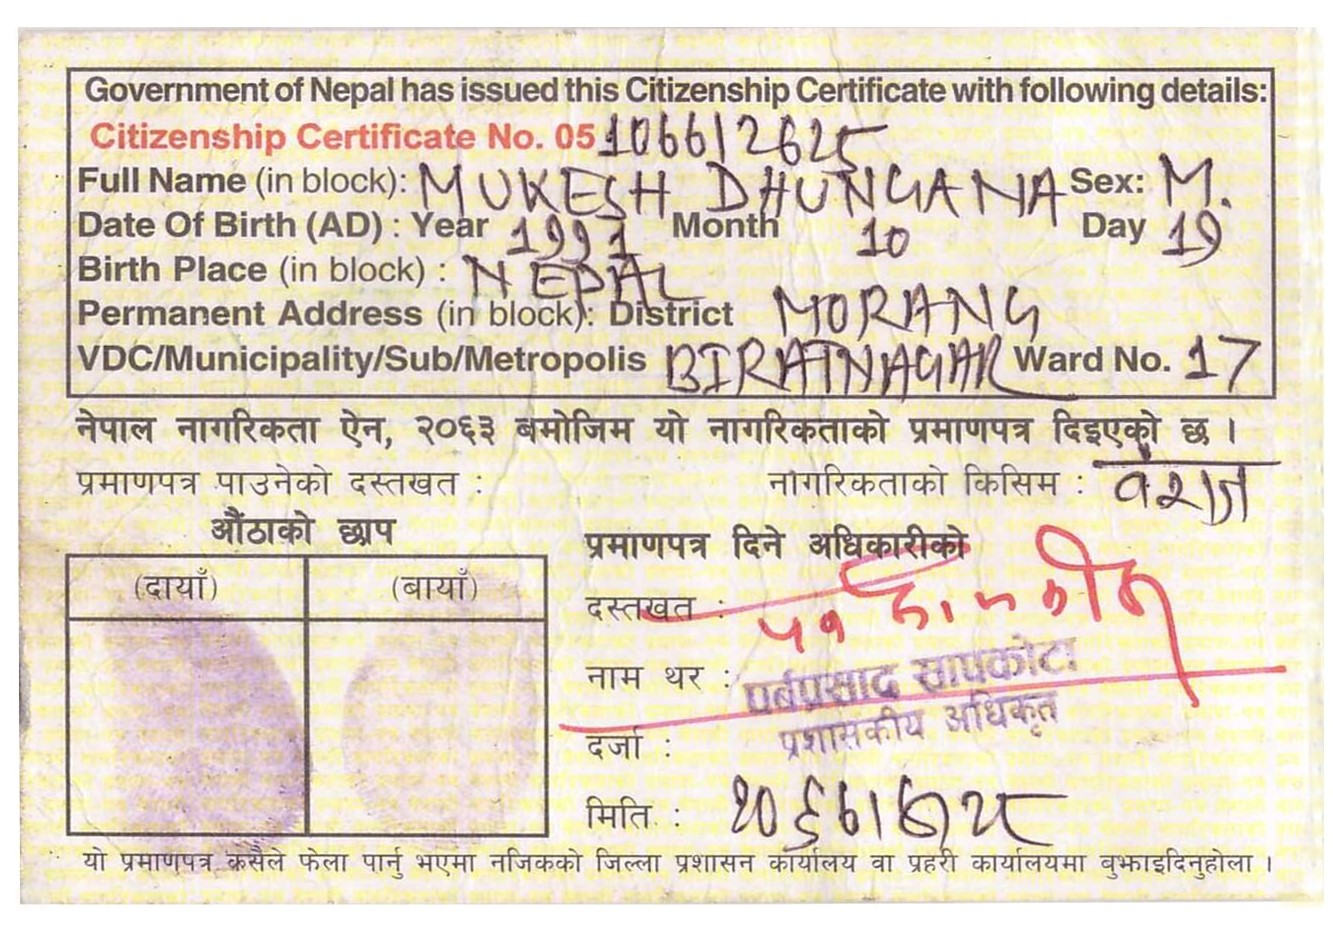 Government of Nepal has issued this Citizenship Certificate with following details:
Citizenship Certificate No. 05 1066/2625
Full Name (in block): MUKESH DHUNGANA Sex: M.
Date Of Birth (AD) : Year 1991 Month 10 Day 19
Birth Place (in block) : NEPAL
Permanent Address (in block): District MORANG
VDC/Municipality/Sub/Metropolis BIRATNAGAR Ward No. 17
नेपाल नागरिकता ऐन, २०६३ बमोजिम यो नागरिकताको प्रमाणपत्र दिइएको छ ।
प्रमाणपत्र पाउनेको दस्तखत : नागरिकताको किसिम : वंशज
औंठाको छाप
(दायाँ) (बायाँ)
प्रमाणपत्र दिने अधिकारीको
दस्तखत :
नाम थर : पर्वप्रसाद सापकोटा
प्रशासकीय अधिकृत
दर्जा :
मिति :
यो प्रमाणपत्र कसैले फेला पार्नु भएमा नजिकको जिल्ला प्रशासन कार्यालय वा प्रहरी कार्यालयमा बुझाइदिनुहोला ।